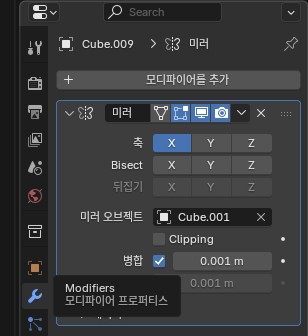 Search
Cube.009 > 미러
+ 모디파이어를 추가
미러
축 X Y Z
Bisect X Y Z
뒤집기 X Y Z
미러 오브젝트 Cube.001
Clipping
병합 0.001 m
0.001 m
Modifiers
모디파이어 프로퍼티스